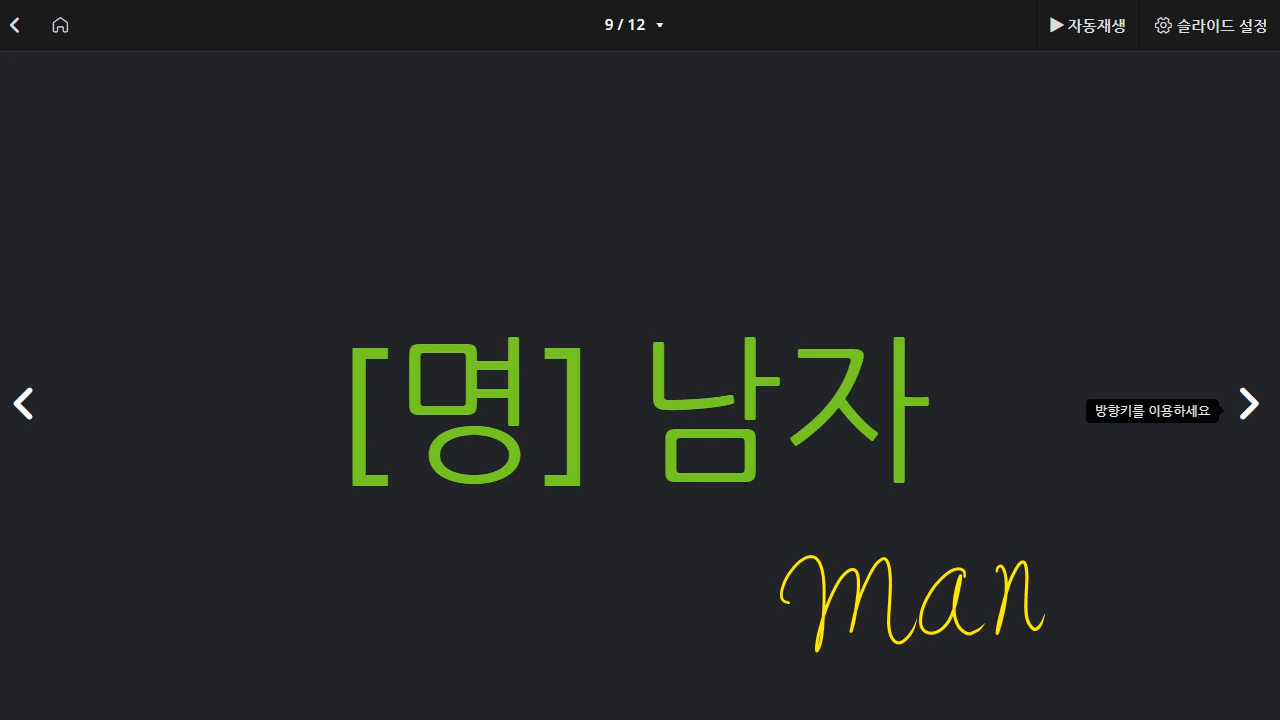 9 / 12
자동재생
슬라이드 설정
[명] 남자
방향키를 이용하세요
man